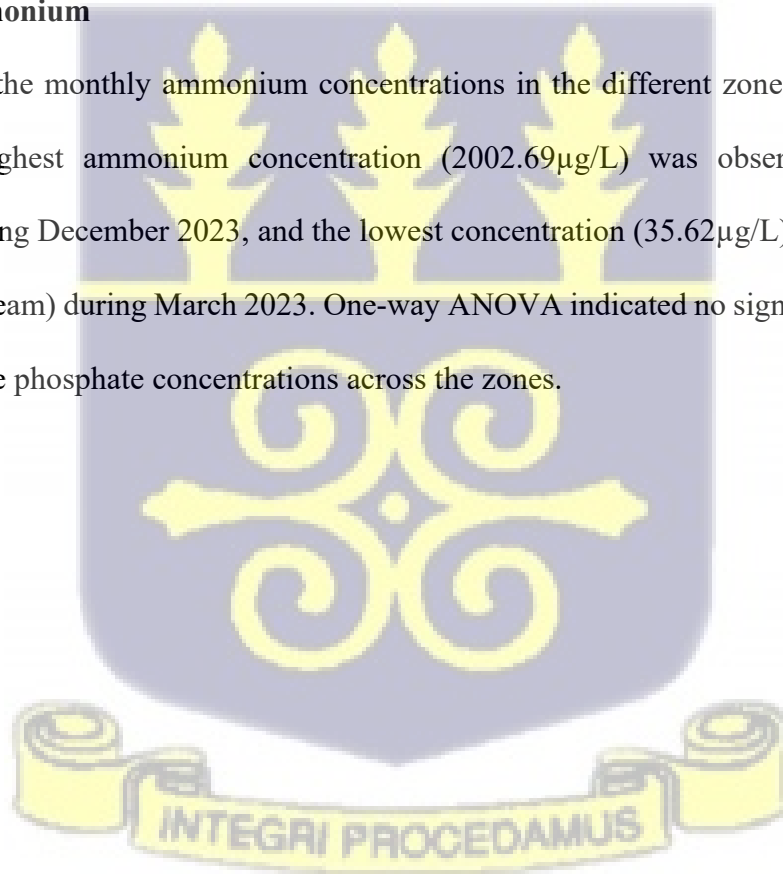 monium
the monthly ammonium concentrations in the different zone
ghest ammonium concentration (2002.69µg/L) was obser
ng December 2023, and the lowest concentration (35.62µg/L)
eam) during March 2023. One-way ANOVA indicated no sign
e phosphate concentrations across the zones.
INTEGRI PROCEDAMUS